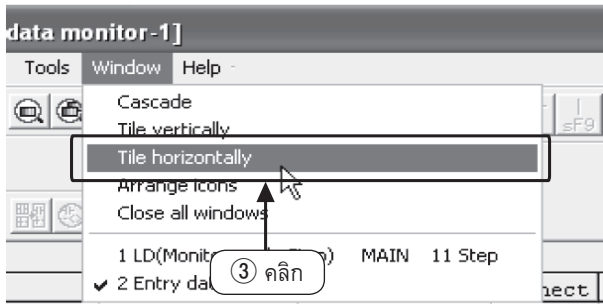 data monitor-1]
Tools Window Help
Cascade
Tile vertically
sF9
Tile horizontally
Arrange icons
Close all windows
1 LD(Monito MAIN 11 Step
③ คลิก
✓ 2 Entry da
nect